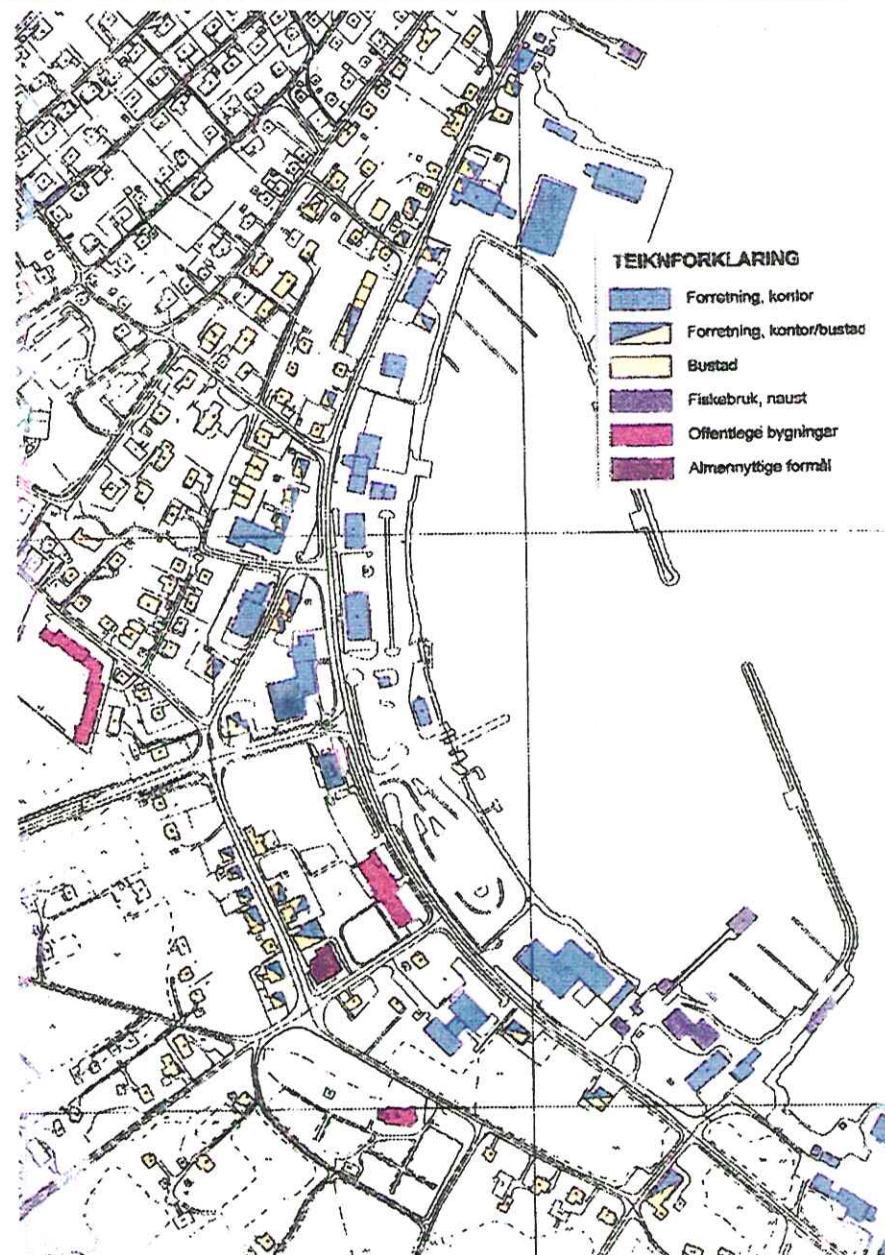 TEIKNFORKLARING
Forretning, kontor
Forretning, kontor/bustad
Bustad
Fiskebruk, naust
Offentlege bygningar
Almennyttige formål